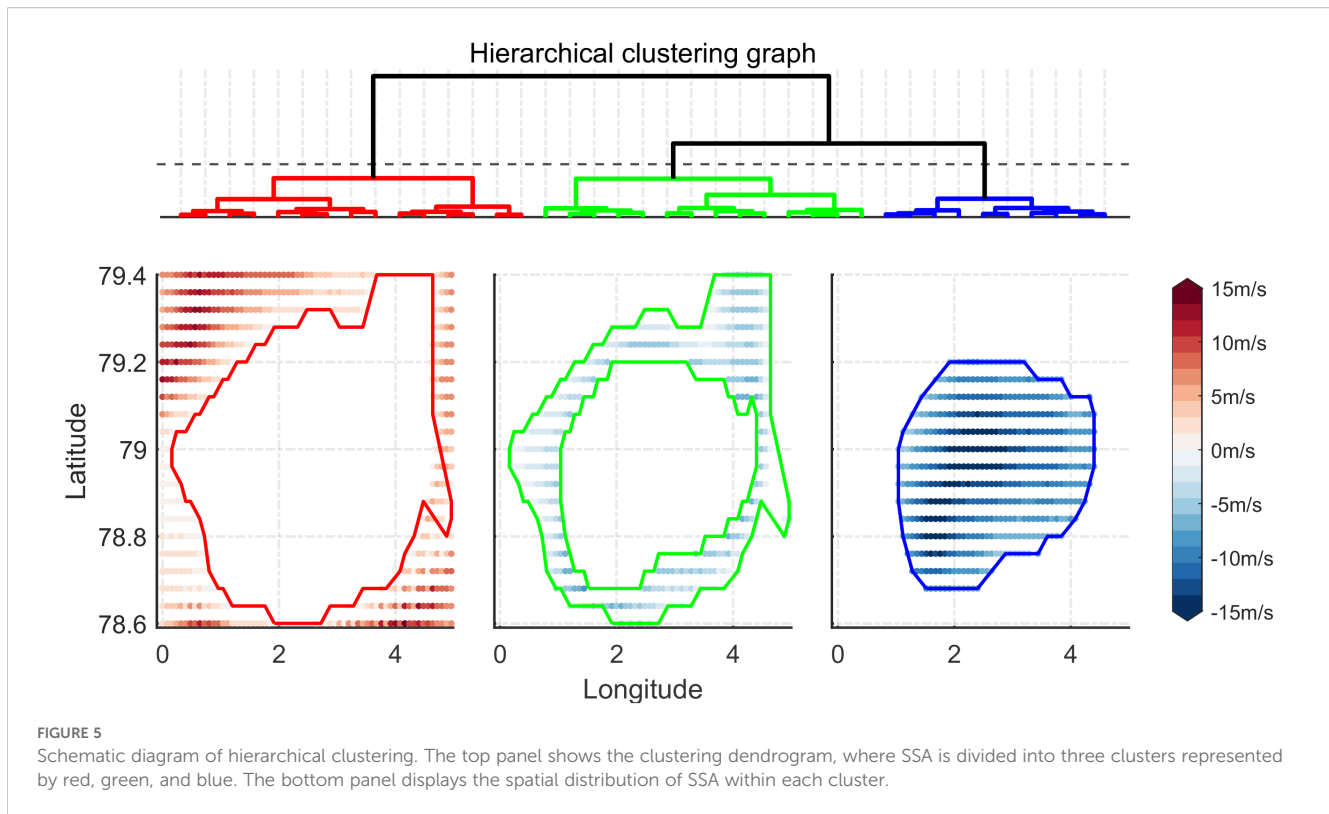 Hierarchical clustering graph
79.4
79.2
79
78.8
78.6
Latitude
0 2 4
0 2 4
0 2 4
Longitude
15m/s
10m/s
5m/s
0m/s
-5m/s
-10m/s
-15m/s
FIGURE 5
Schematic diagram of hierarchical clustering. The top panel shows the clustering dendrogram, where SSA is divided into three clusters represented
by red, green, and blue. The bottom panel displays the spatial distribution of SSA within each cluster.